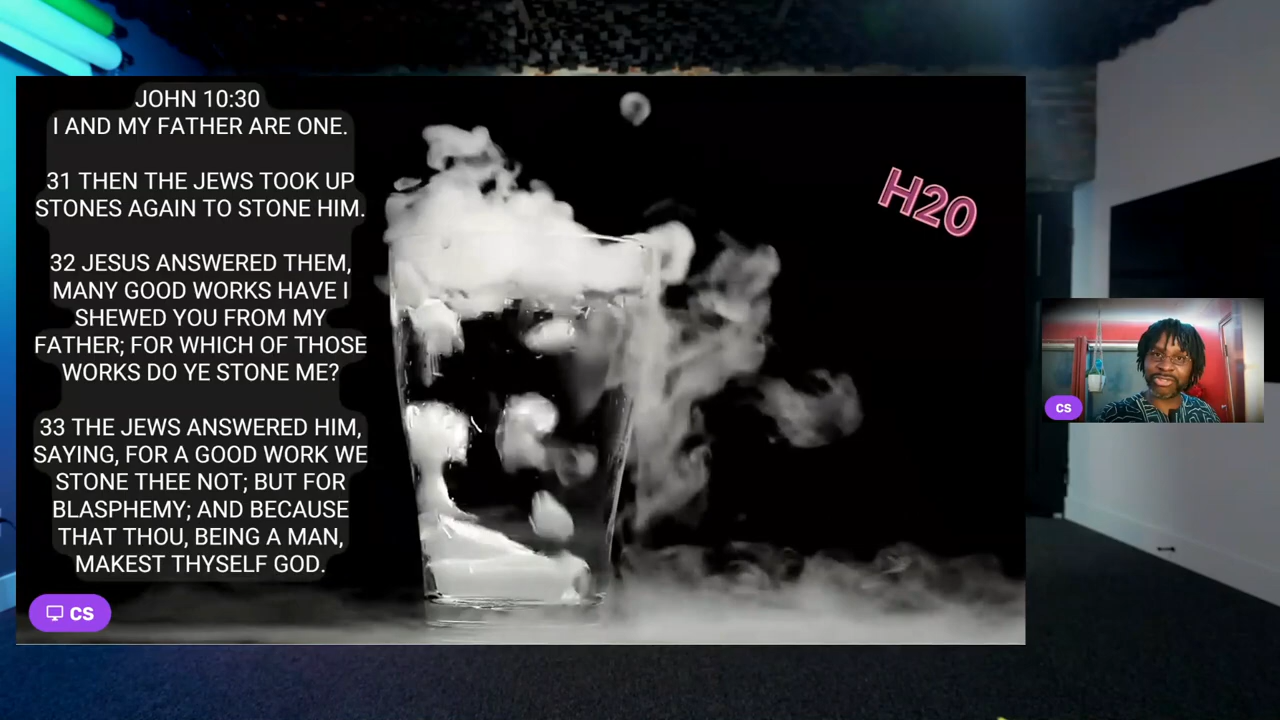 JOHN 10:30
I AND MY FATHER ARE ONE.
31 THEN THE JEWS TOOK UP
STONES AGAIN TO STONE HIM.
32 JESUS ANSWERED THEM,
MANY GOOD WORKS HAVE I
SHEWED YOU FROM MY
FATHER; FOR WHICH OF THOSE
WORKS DO YE STONE ME?
33 THE JEWS ANSWERED HIM,
SAYING, FOR A GOOD WORK WE
STONE THEE NOT; BUT FOR
BLASPHEMY; AND BECAUSE
THAT THOU, BEING A MAN,
MAKEST THYSELF GOD.
CS
H20
CS